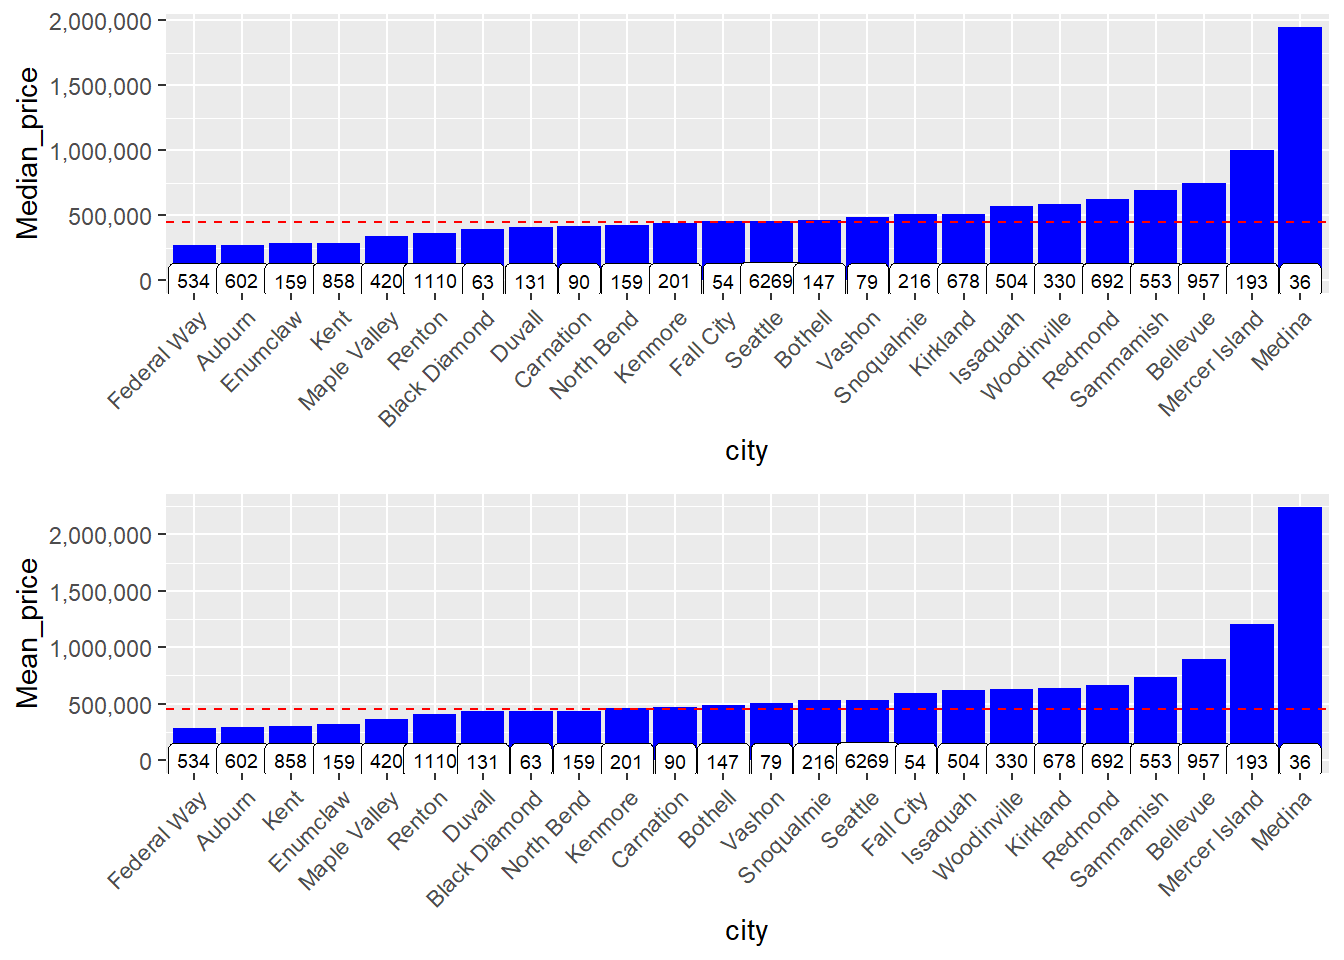 Median_price
2,000,000
1,500,000
1,000,000
500,000
0
534 602 159 858 420 1110 63 131 90 159 201 54 6269 147 79 216 678 504 330 692 553 957 193 36
Federal Way Auburn Enumclaw Kent Maple Valley Renton Black Diamond Duvall Carnation North Bend Kenmore Fall City Seattle Bothell Vashon Snoqualmie Kirkland Issaquah Woodinville Redmond Sammamish Bellevue Mercer Island Medina
city
Mean_price
2,000,000
1,500,000
1,000,000
500,000
0
534 602 858 159 420 1110 131 63 159 201 90 147 79 216 6269 54 504 330 678 692 553 957 193 36
Federal Way Auburn Kent Enumclaw Maple Valley Renton Duvall Black Diamond North Bend Kenmore Carnation Bothell Vashon Snoqualmie Seattle Fall City Issaquah Woodinville Kirkland Redmond Sammamish Bellevue Mercer Island Medina
city